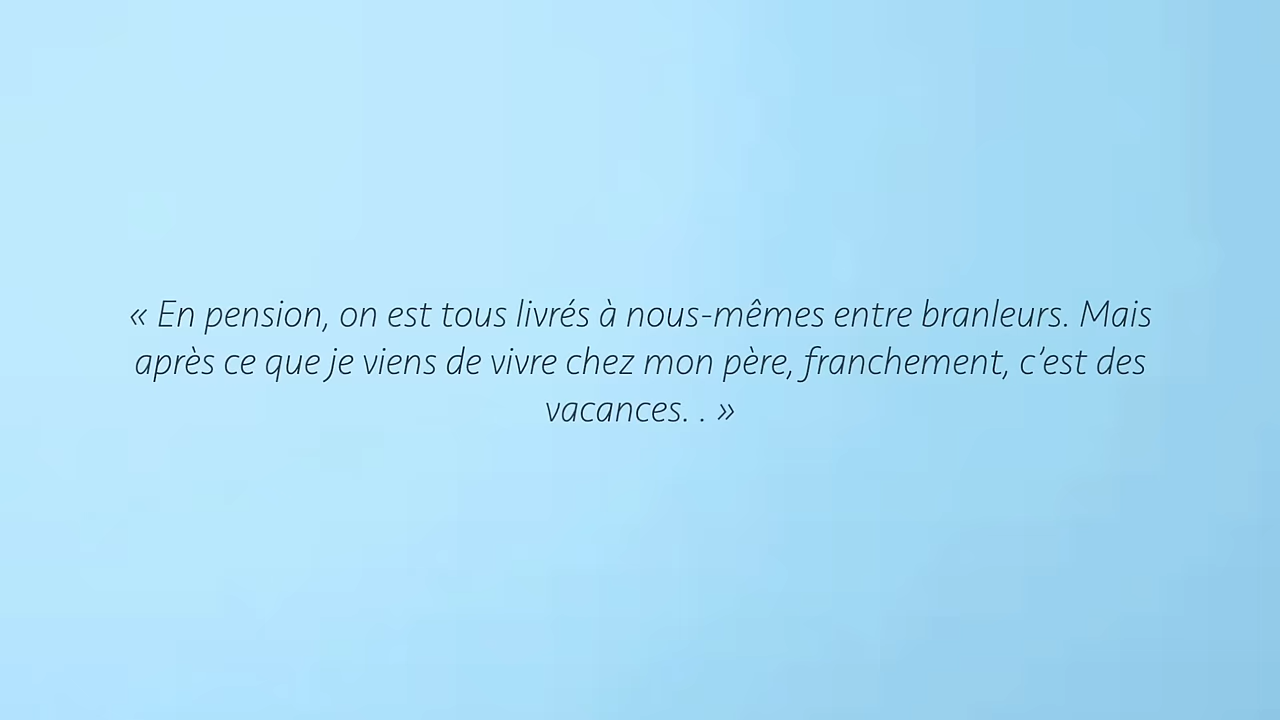 « En pension, on est tous livrés à nous-mêmes entre branleurs. Mais
après ce que je viens de vivre chez mon père, franchement, c’est des
vacances. . »